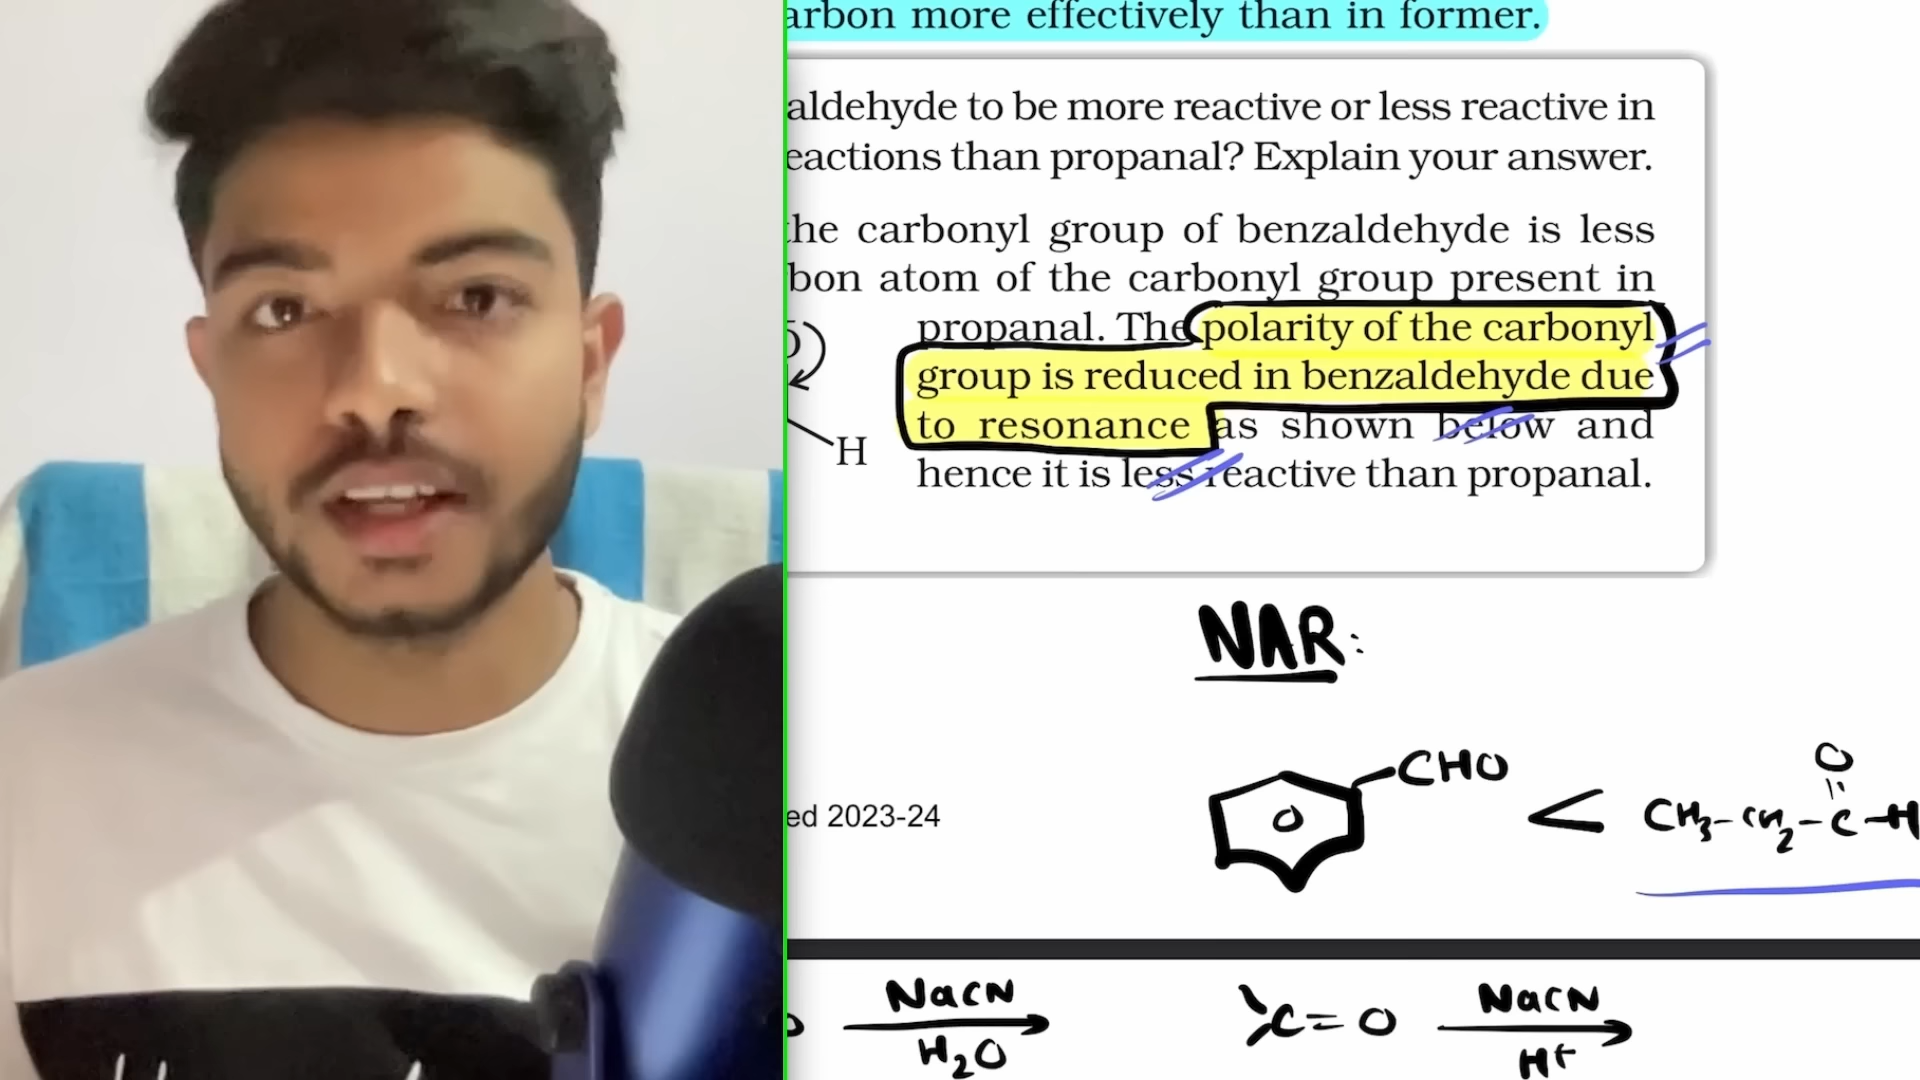 arbon more effectively than in former.
aldehyde to be more reactive or less reactive in
eactions than propanal? Explain your answer.
the carbonyl group of benzaldehyde is less
bon atom of the carbonyl group present in
propanal. The polarity of the carbonyl
group is reduced in benzaldehyde due
to resonance as shown below and
hence it is less reactive than propanal.
H
NAR:
CHO
O
<
O
CH3-CH2-C-H
ed 2023-24
NaCN
H2O
C=O
NaCN
H+